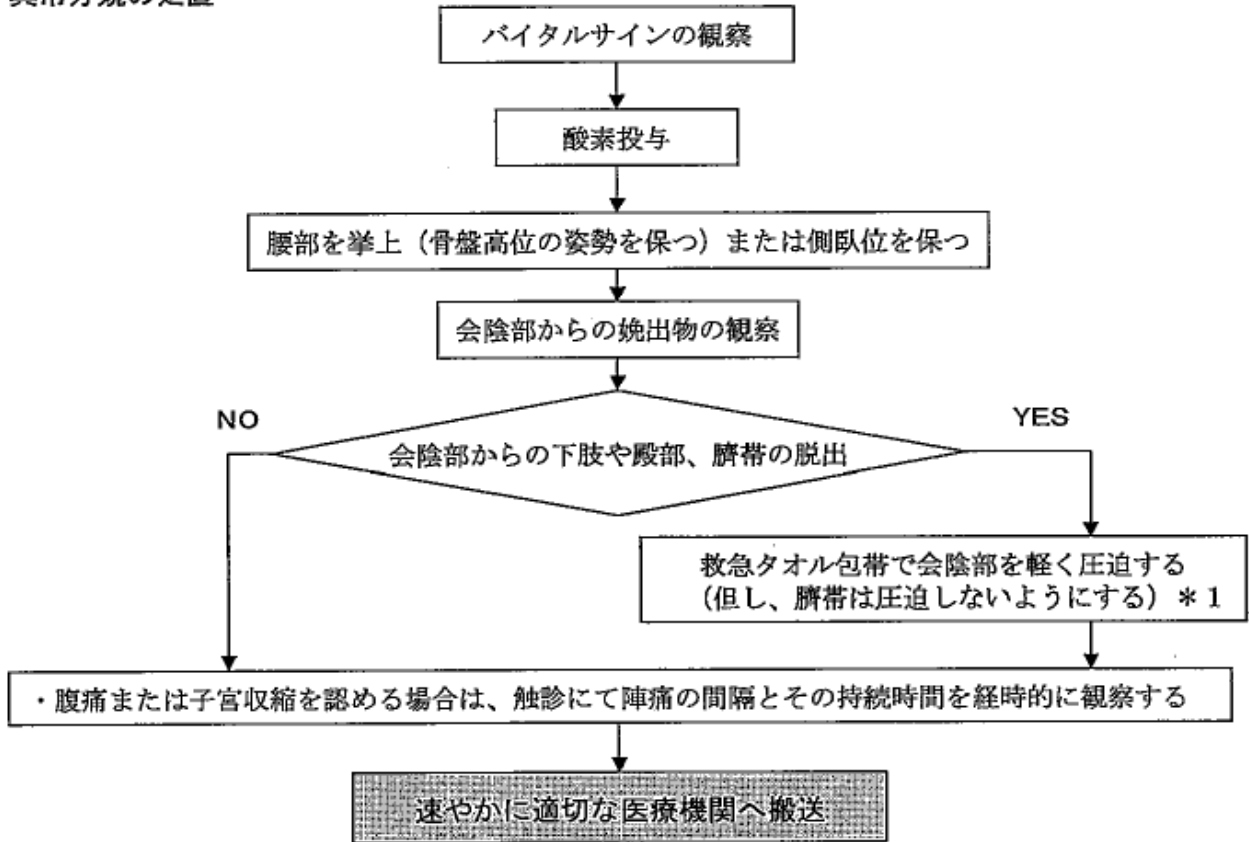 バイタルサインの観察
酸素投与
腰部を挙上（骨盤高位の姿勢を保つ）または側臥位を保つ
会陰部からの娩出物の観察
NO
YES
会陰部からの下肢や殿部、臍帯の脱出
救急タオル包帯で会陰部を軽く圧迫する
（但し、臍帯は圧迫しないようにする）＊１
・腹痛または子宮収縮を認める場合は、触診にて陣痛の間隔とその持続時間を経時的に観察する
速やかに適切な医療機関へ搬送